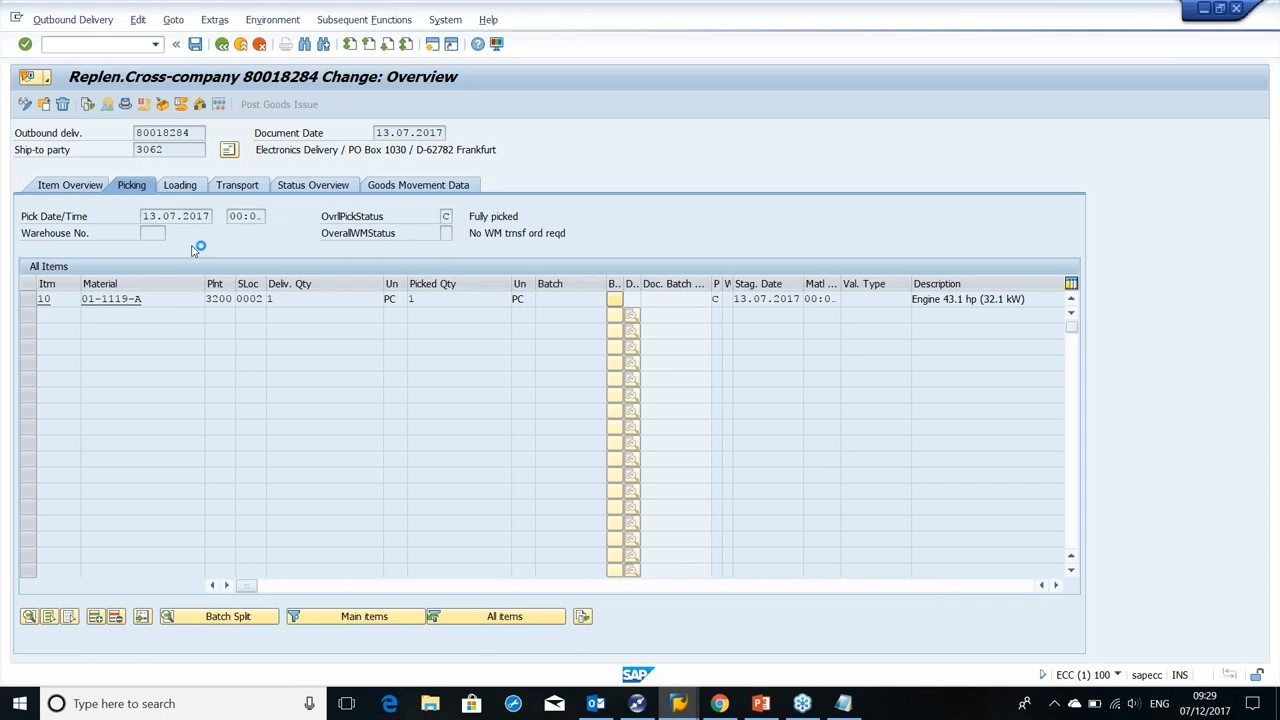 Outbound Delivery Edit Goto Extras Environment Subsequent Functions System Help
Replen.Cross-company 80018284 Change: Overview
Post Goods Issue
Outbound deliv. 80018284 Document Date 13.07.2017
Ship-to party 3062 Electronics Delivery / PO Box 1030 / D-62782 Frankfurt
Item Overview Picking Loading Transport Status Overview Goods Movement Data
Pick Date/Time 13.07.2017 00:0.. OvrllPickStatus C Fully picked
Warehouse No. OverallWMStatus No WM trnsf ord reqd
All Items
Itm Material Plnt SLoc Deliv. Qty Un Picked Qty Un Batch B.. D.. Doc. Batch ... P W Stag. Date Matl ... Val. Type Description
10 01-1119-A 3200 0002 1 PC 1 PC C 13.07.2017 00:0.. Engine 43.1 hp (32.1 kW)
Batch Split Main items All items
SAP ECC (1) 100 sapecc INS
Type here to search ENG 09:29
07/12/2017